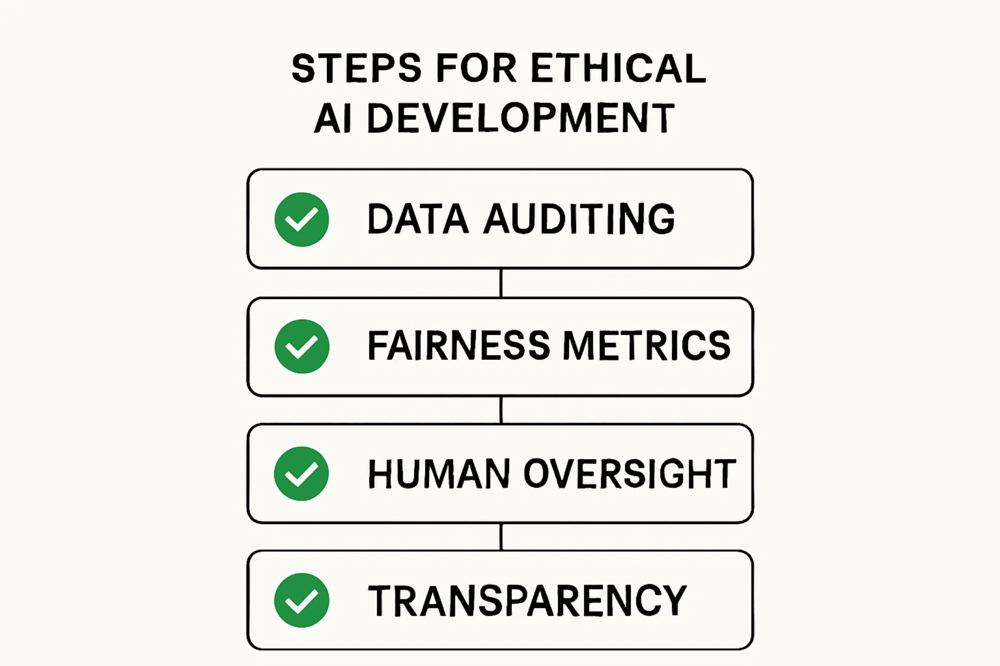 STEPS FOR ETHICAL
AI DEVELOPMENT
DATA AUDITING
FAIRNESS METRICS
HUMAN OVERSIGHT
TRANSPARENCY